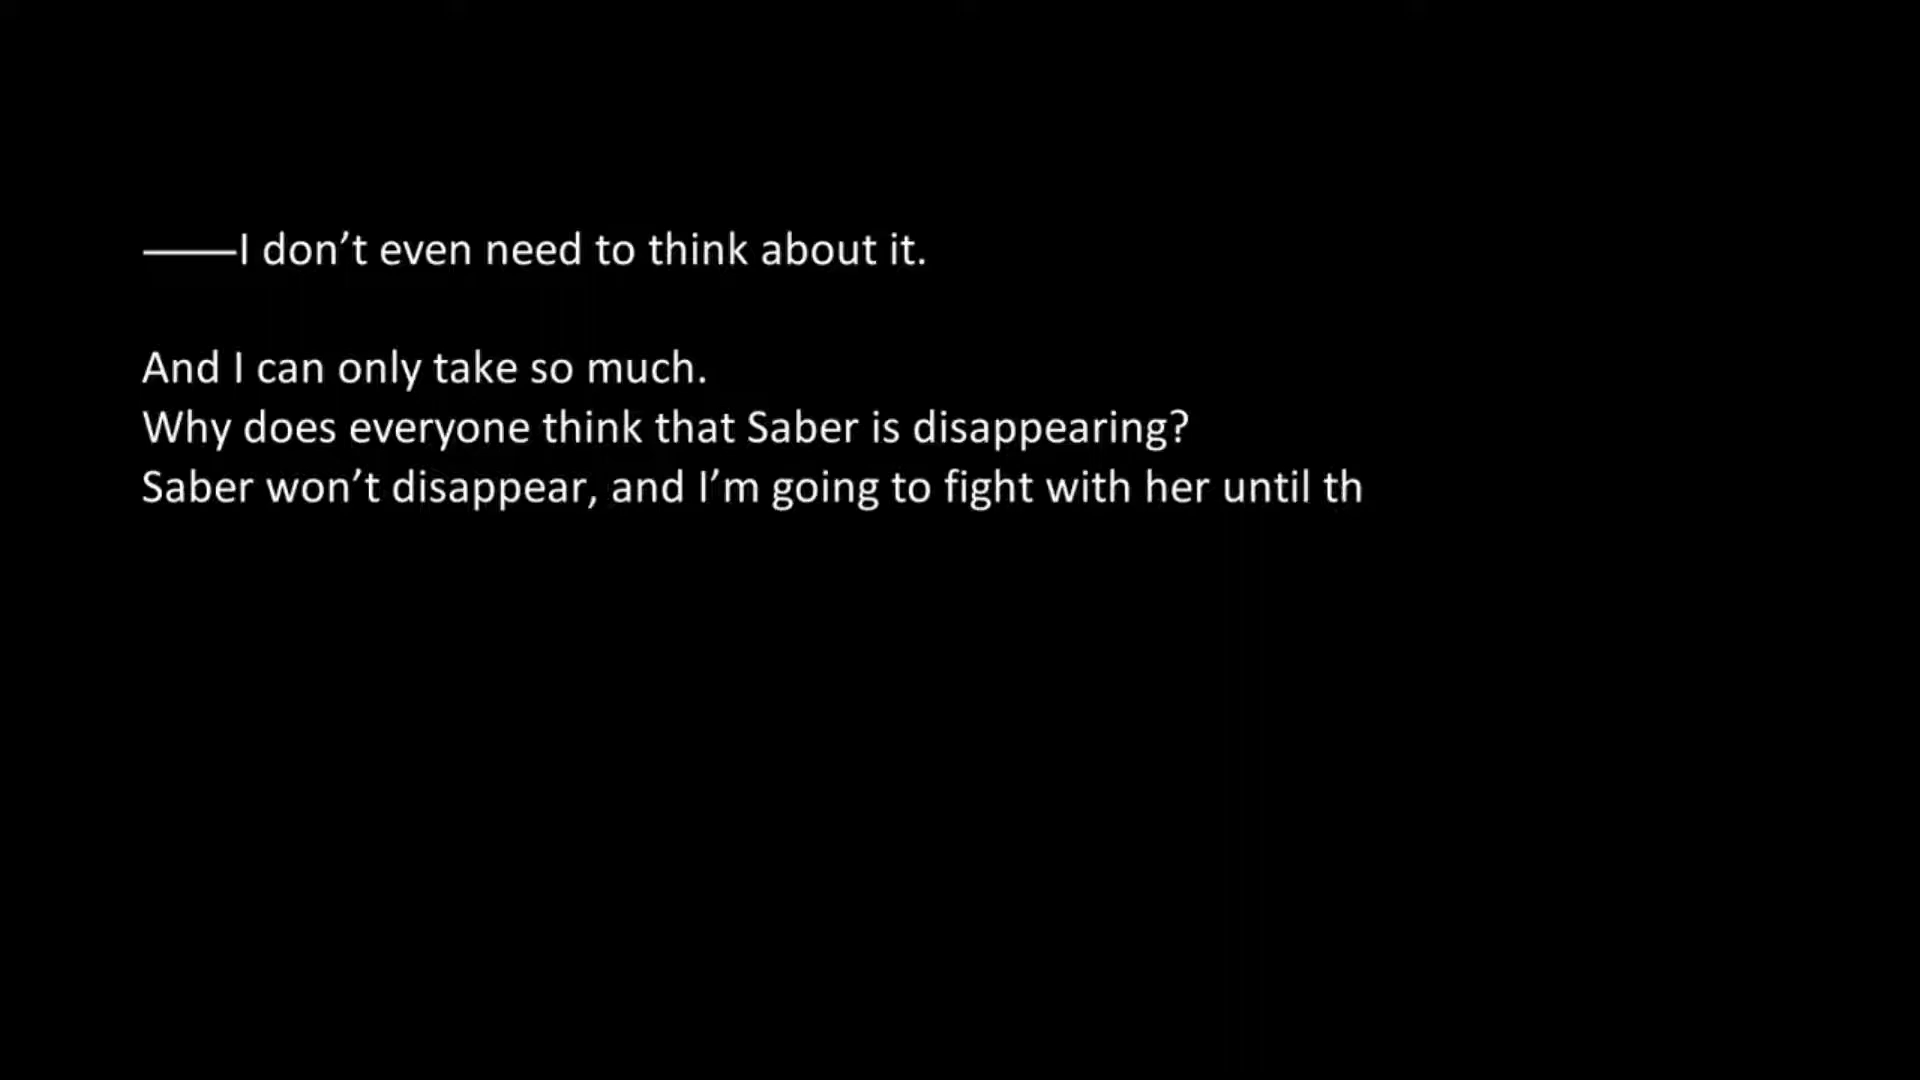 ――I don’t even need to think about it.
And I can only take so much.
Why does everyone think that Saber is disappearing?
Saber won’t disappear, and I’m going to fight with her until th